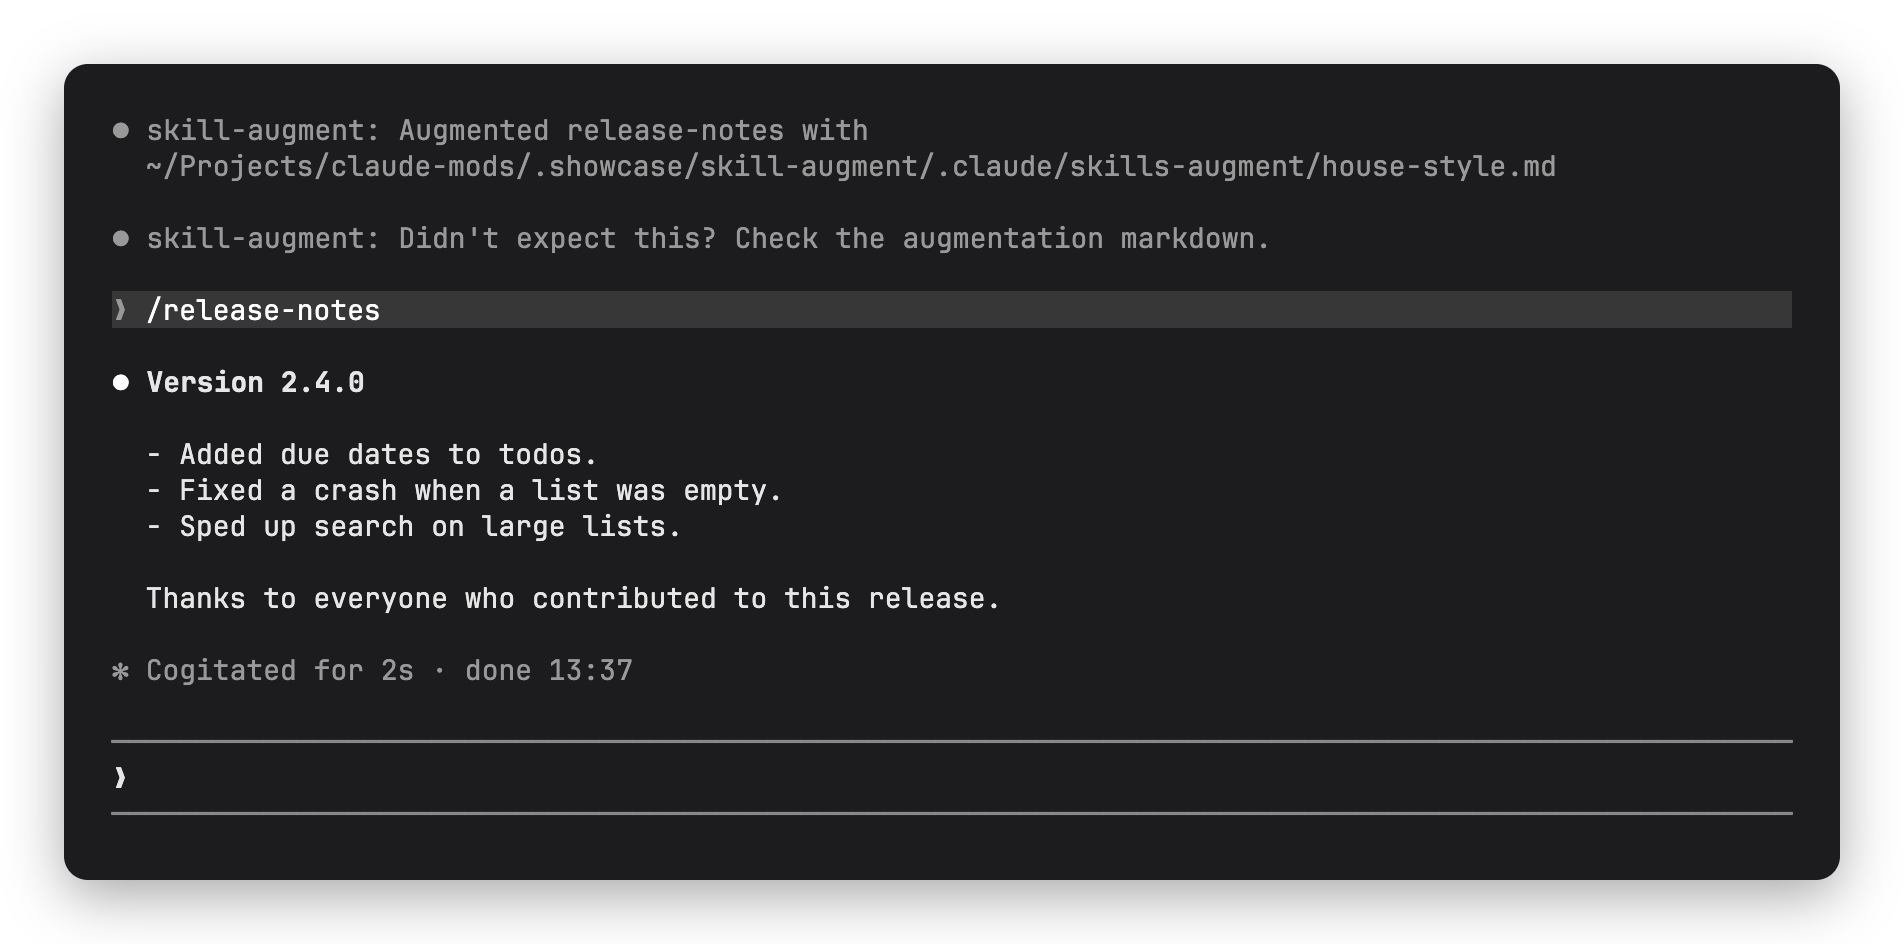 ● skill-augment: Augmented release-notes with
~/Projects/claude-mods/.showcase/skill-augment/.claude/skills-augment/house-style.md
● skill-augment: Didn't expect this? Check the augmentation markdown.
❯ /release-notes
● Version 2.4.0
- Added due dates to todos.
- Fixed a crash when a list was empty.
- Sped up search on large lists.
Thanks to everyone who contributed to this release.
✻ Cogitated for 2s · done 13:37
❯